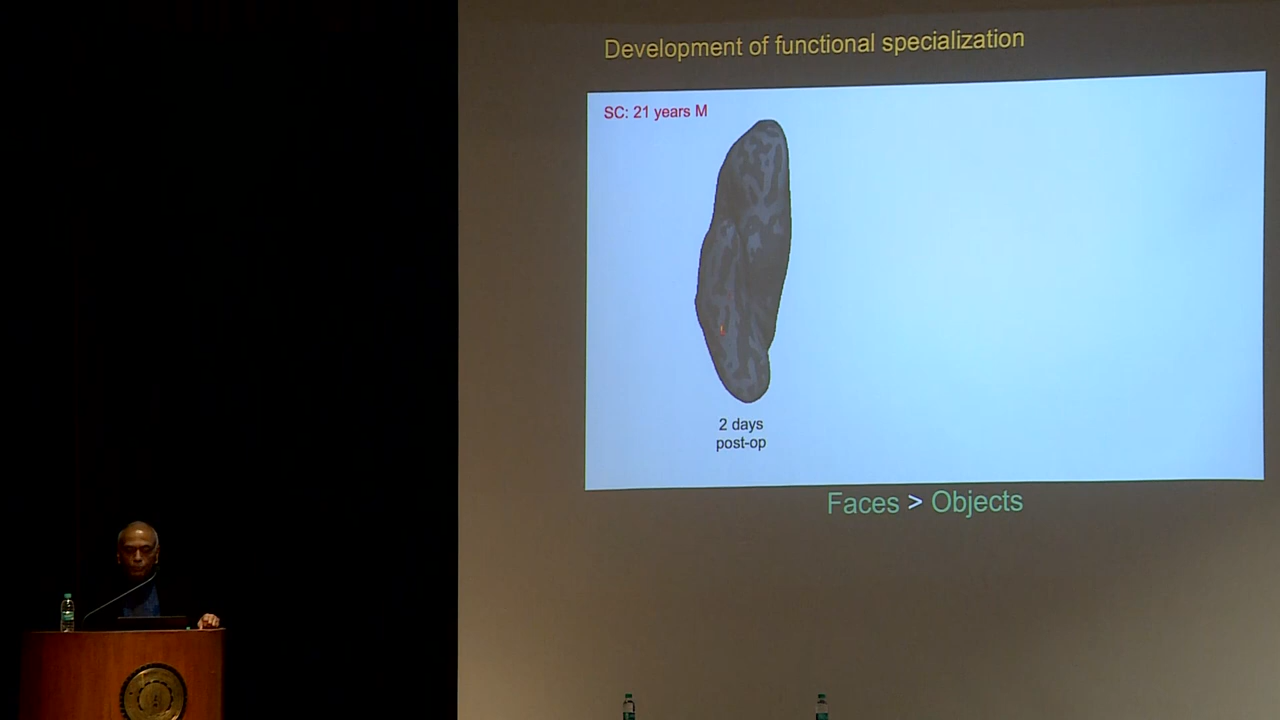 Development of functional specialization
SC: 21 years M
2 days
post-op
Faces > Objects